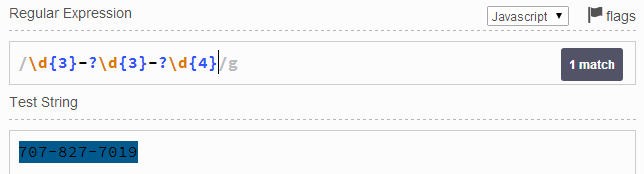 Regular Expression
Javascript flags
/\d{3}-?\d{3}-?\d{4}/g
1 match
Test String
707-827-7019